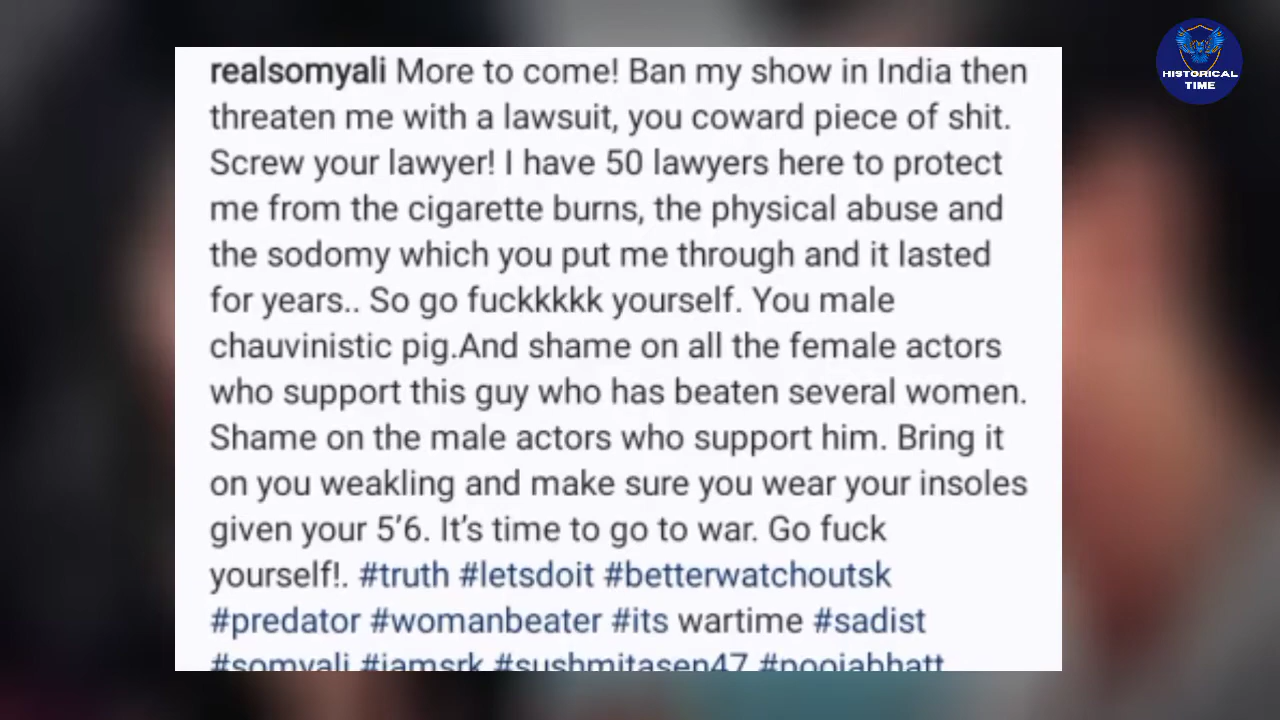 realsomyali More to come! Ban my show in India then
threaten me with a lawsuit, you coward piece of shit.
Screw your lawyer! I have 50 lawyers here to protect
me from the cigarette burns, the physical abuse and
the sodomy which you put me through and it lasted
for years.. So go fuckkkkk yourself. You male
chauvinistic pig.And shame on all the female actors
who support this guy who has beaten several women.
Shame on the male actors who support him. Bring it
on you weakling and make sure you wear your insoles
given your 5’6. It’s time to go to war. Go fuck
yourself!. #truth #letsdoit #betterwatchoutsk
#predator #womanbeater #its wartime #sadist
#somyali #iamsrk #sushmitasen47 #poojabhatt
HISTORICAL
TIME